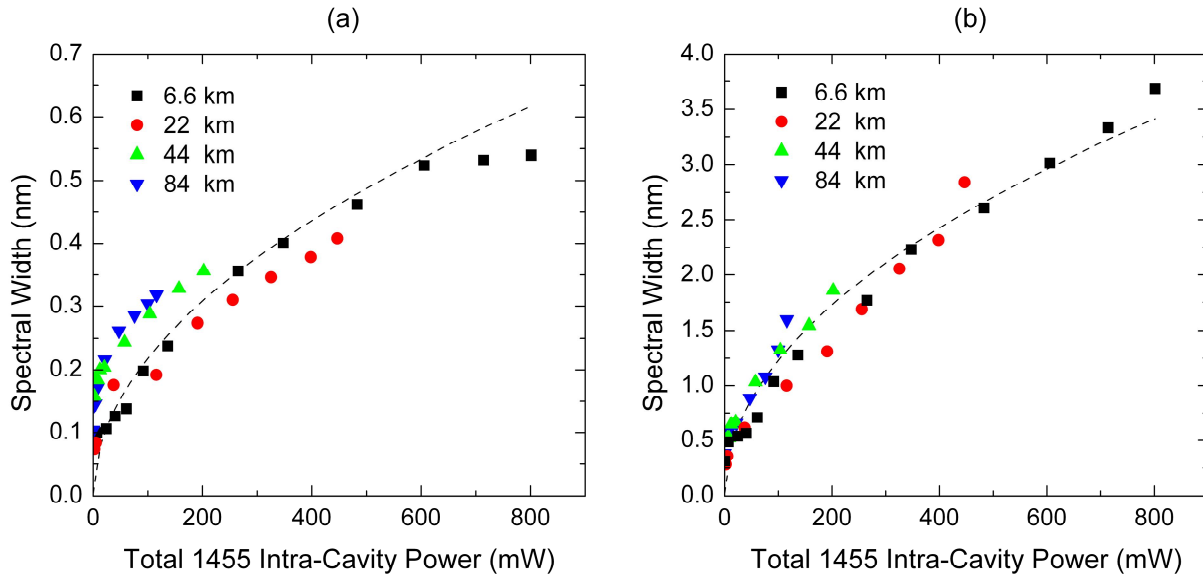 (a)
0.7
0.6
0.5
0.4
0.3
0.2
0.1
0.0
0
200
400
600
800
Spectral Width (nm)
Total 1455 Intra-Cavity Power (mW)
6.6 km
22 km
44 km
84 km
(b)
4.0
3.5
3.0
2.5
2.0
1.5
1.0
0.5
0.0
0
200
400
600
800
Spectral Width (nm)
Total 1455 Intra-Cavity Power (mW)
6.6 km
22 km
44 km
84 km